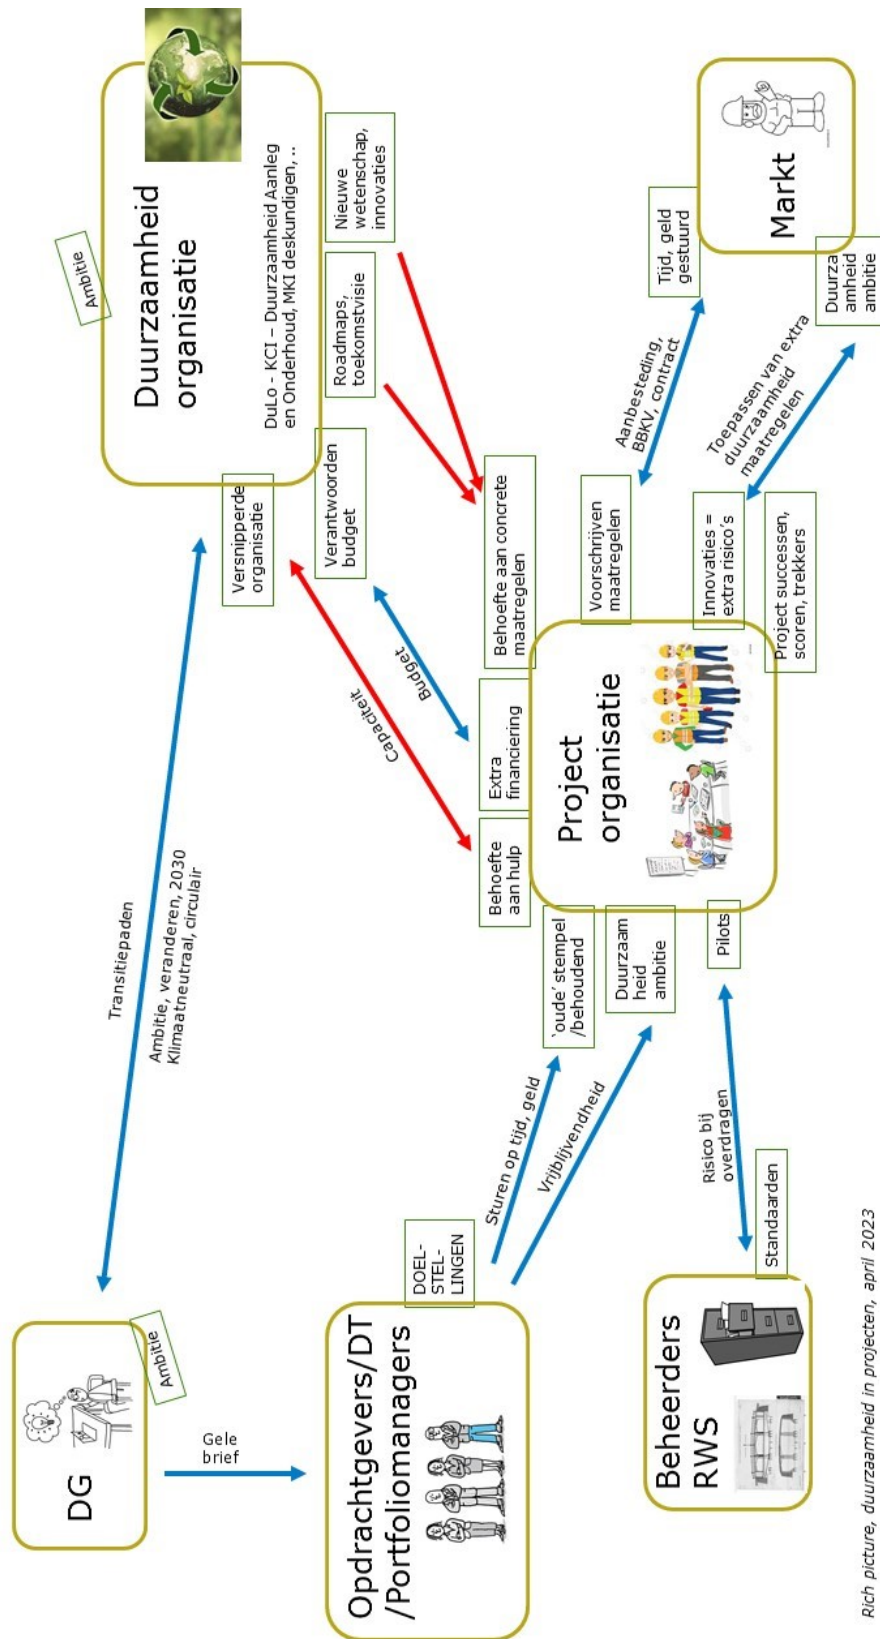 DG
Ambitie
Gele
brief
Transitiepaden
Ambitie, veranderen, 2030
Klimaatneutraal, circulair
Ambitie
Duurzaamheid
organisatie
DuLo - KCI – Duurzaamheid Aanleg
en Onderhoud, MKI deskundigen, ..
Versnipperde
organisatie
Verantwoorden
budget
Roadmaps,
toekomstvisie
Nieuwe
wetenschap,
innovaties
Capaciteit
Budget
Opdrachtgevers/DT
/Portfoliomanagers
DOEL-
STEL-
LINGEN
Sturen op tijd, geld
Vrijblijvendheid
Behoefte
aan hulp
Extra
financiering
Behoefte aan concrete
maatregelen
'oude' stempel
/behoudend
Duurzaam
heid
ambitie
Pilots
Project
organisatie
Voorschrijven
maatregelen
Innovaties =
extra risico's
Project successen,
scoren, trekkers
Aanbesteding,
BBKV, contract
Toepassen van extra
duurzaamheid
maatregelen
Tijd, geld
gestuurd
Markt
Duurza
amheid
ambitie
Risico bij
overdragen
Standaarden
Beheerders
RWS
Rich picture, duurzaamheid in projecten, april 2023